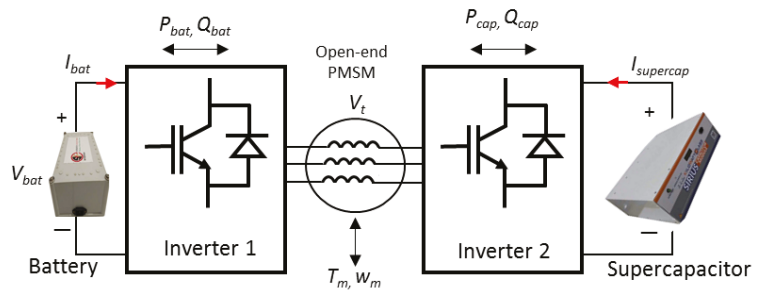 P_bat, Q_bat
P_cap, Q_cap
I_bat
Open-end
PMSM
I_supercap
V_t
+
+
V_bat
SIRIUS
—
—
Inverter 1
Inverter 2
Battery
T_m, w_m
Supercapacitor